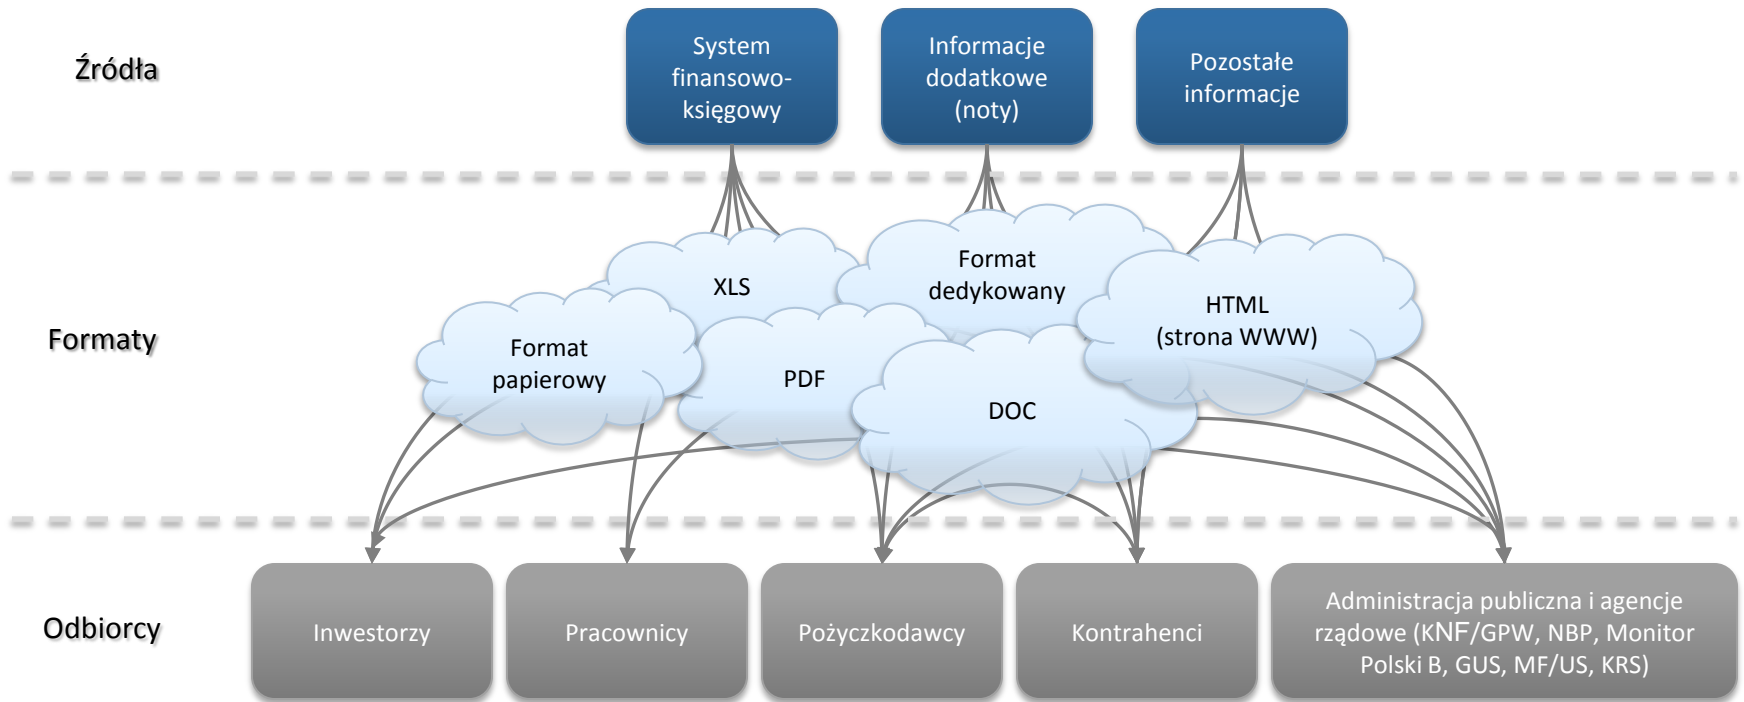 Źródła
System
finansowo-
księgowy
Informacje
dodatkowe
(noty)
Pozostałe
informacje
Formaty
XLS
Format
dedykowany
HTML
(strona WWW)
Format
papierowy
PDF
DOC
Odbiorcy
Inwestorzy
Pracownicy
Pożyczkodawcy
Kontrahenci
Administracja publiczna i agencje
rządowe (KNF/GPW, NBP, Monitor
Polski B, GUS, MF/US, KRS)